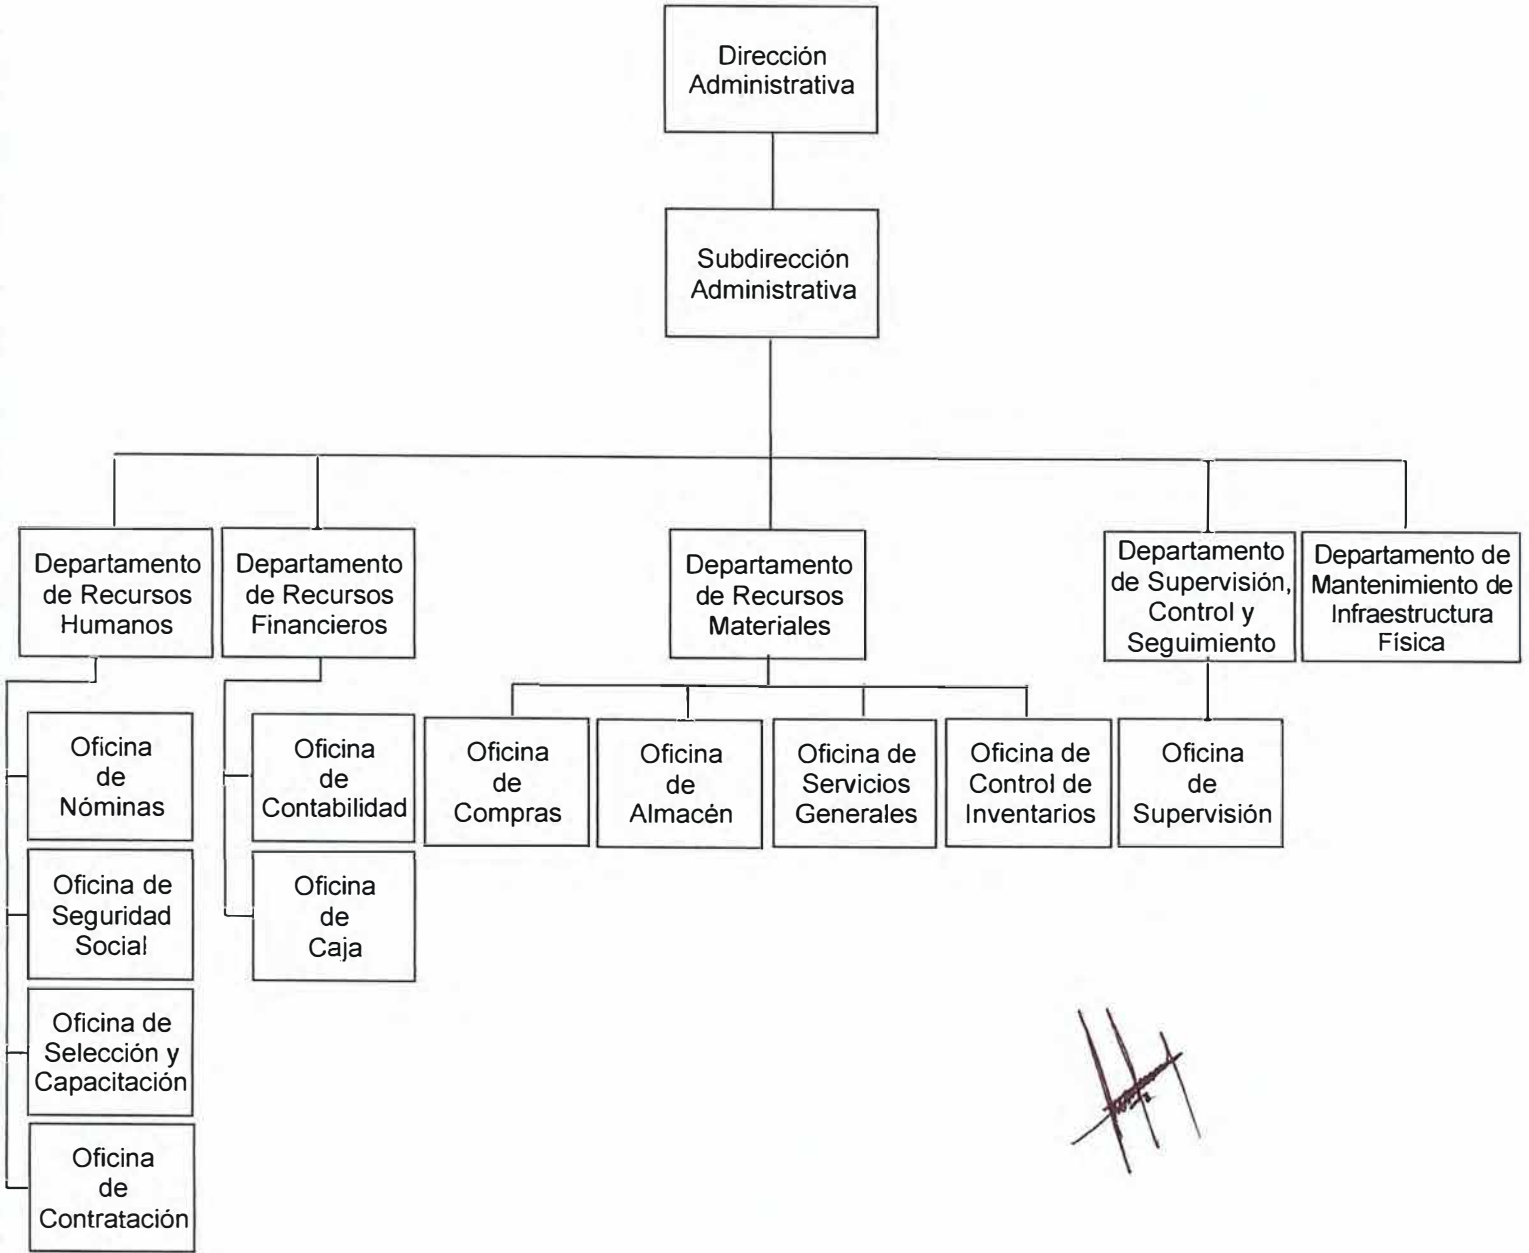 Dirección
Administrativa
Subdirección
Administrativa
Departamento
de Recursos
Humanos
Departamento
de Recursos
Financieros
Departamento
de Recursos
Materiales
Departamento
de Supervisión,
Control y
Seguimiento
Departamento de
Mantenimiento de
Infraestructura
Física
Oficina
de
Nóminas
Oficina de
Seguridad
Social
Oficina de
Selección y
Capacitación
Oficina
de
Contratación
Oficina
de
Contabilidad
Oficina
de
Caja
Oficina
de
Compras
Oficina
de
Almacén
Oficina de
Servicios
Generales
Oficina de
Control de
Inventarios
Oficina
de
Supervisión